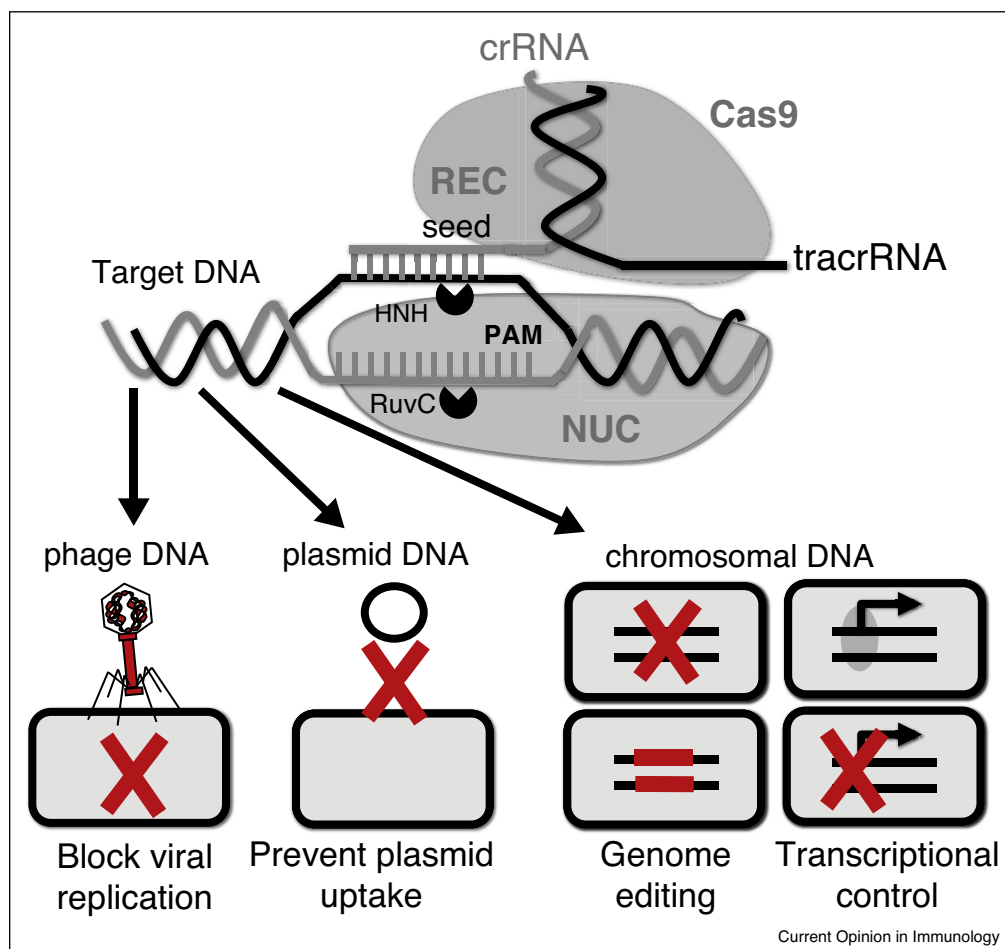 crRNA
Cas9
REC
seed
tracrRNA
Target DNA
HNH
PAM
RuvC
NUC
phage DNA
plasmid DNA
chromosomal DNA
Block viral
replication
Prevent plasmid
uptake
Genome
editing
Transcriptional
control
Current Opinion in Immunology